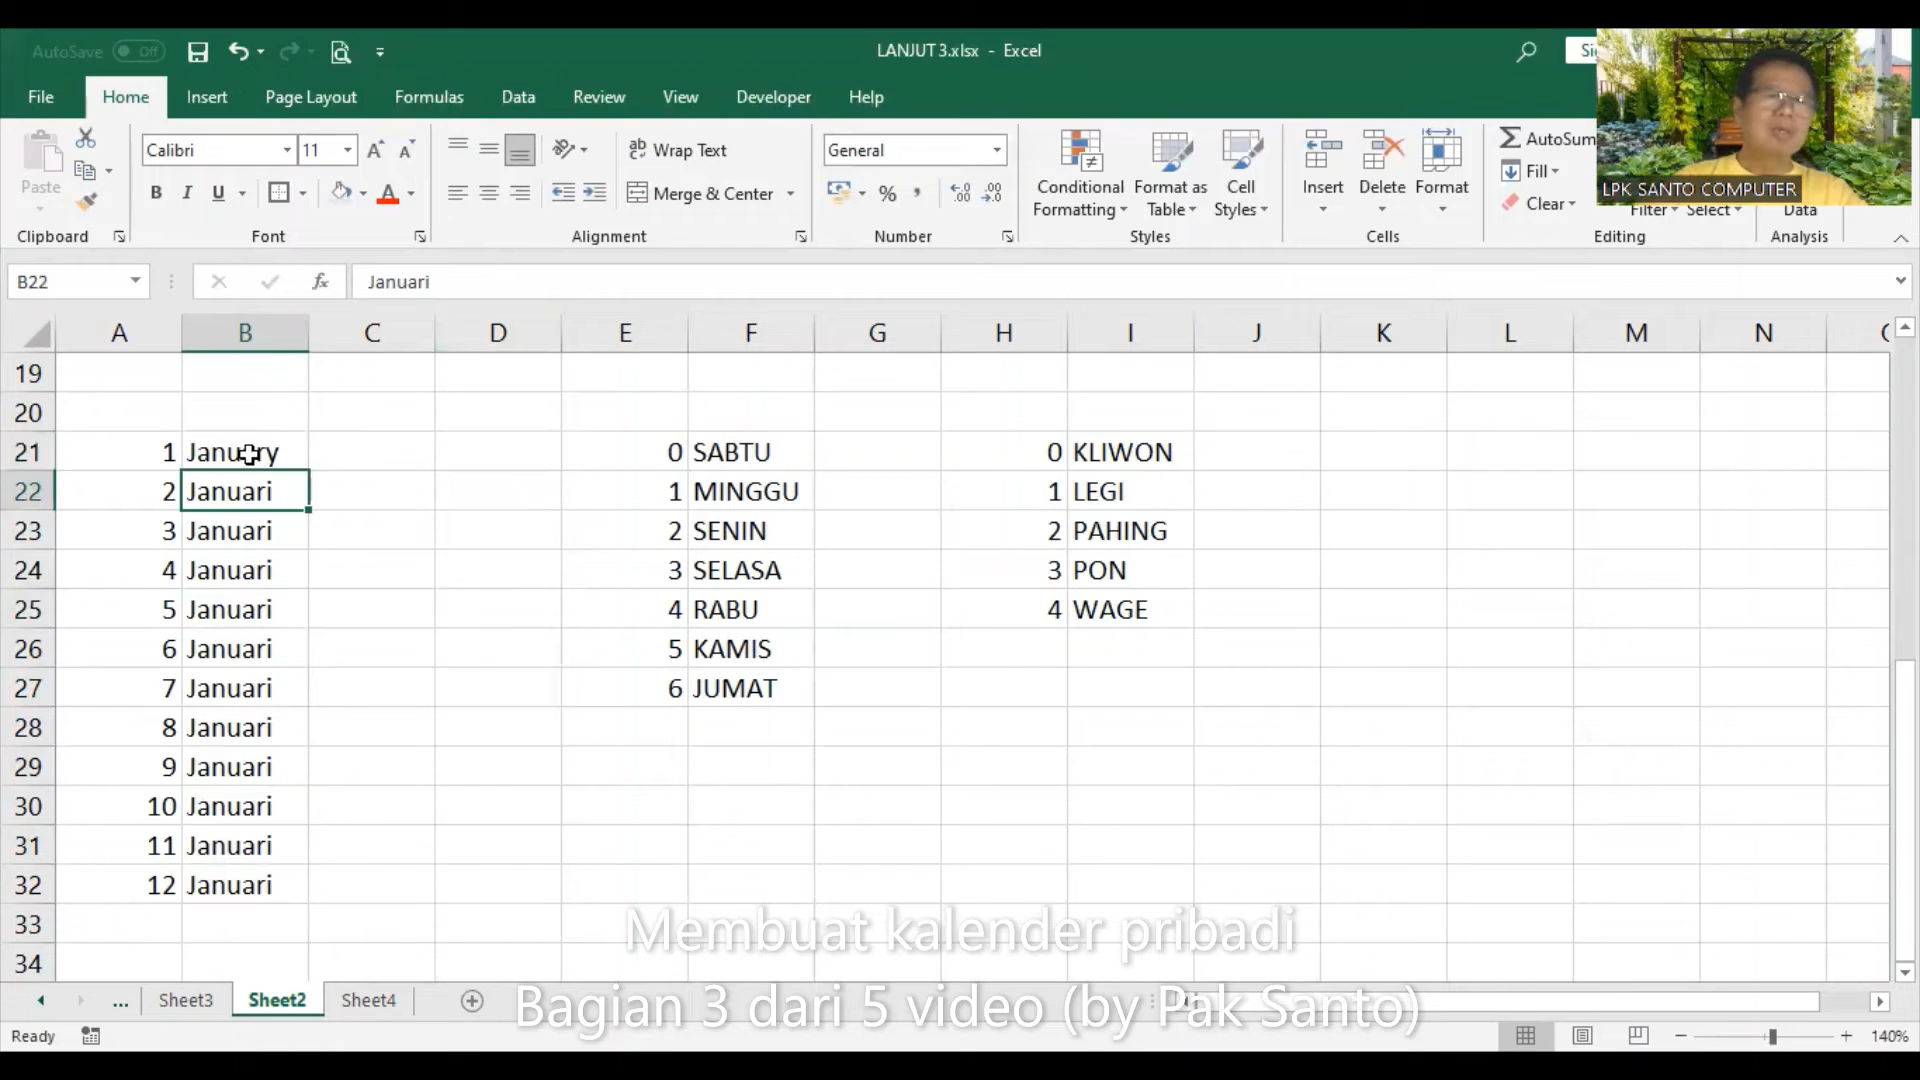 AutoSave Off
LANJUT 3.xlsx - Excel
File Home Insert Page Layout Formulas Data Review View Developer Help
LPK SANTO COMPUTER
Paste
Calibri 11
Wrap Text
Merge & Center
General
Conditional Formatting
Format as Table
Cell Styles
Insert Delete Format
AutoSum
Fill
Clear
Filter Select
Data
Clipboard Font Alignment Number Styles Cells Editing Analysis
B22 fx Januari
A B C D E F G H I J K L M N
19
20
21 1 January 0 SABTU 0 KLIWON
22 2 Januari 1 MINGGU 1 LEGI
23 3 Januari 2 SENIN 2 PAHING
24 4 Januari 3 SELASA 3 PON
25 5 Januari 4 RABU 4 WAGE
26 6 Januari 5 KAMIS
27 7 Januari 6 JUMAT
28 8 Januari
29 9 Januari
30 10 Januari
31 11 Januari
32 12 Januari
33
34
Membuat kalender pribadi
Bagian 3 dari 5 video (by Pak Santo)
... Sheet3 Sheet2 Sheet4
Ready 140%